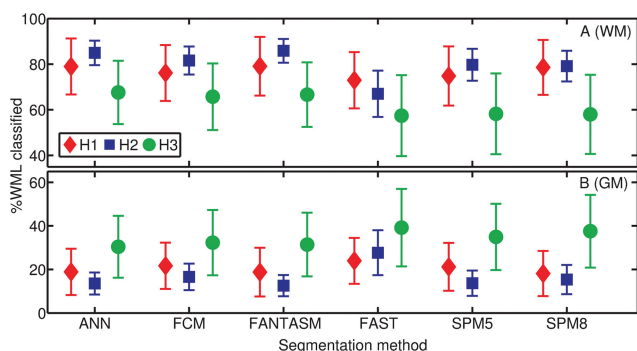 100
80
60
40
A (WM)
H1 H2 H3
%WML classified
60
40
20
0
B (GM)
ANN FCM FANTASM FAST SPM5 SPM8
Segmentation method